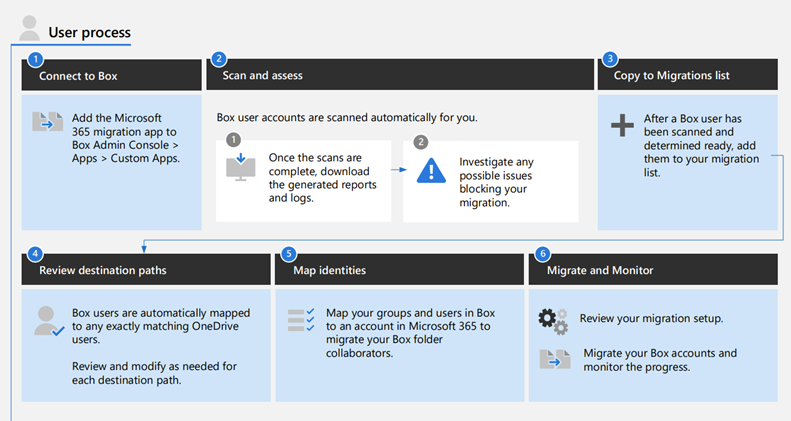 User process
1
Connect to Box
Add the Microsoft
365 migration app to
Box Admin Console >
Apps > Custom Apps.
2
Scan and assess
Box user accounts are scanned automatically for you.
1
Once the scans are
complete, download
the generated reports
and logs.
2
Investigate any
possible issues
blocking your
migration.
3
Copy to Migrations list
After a Box user has
been scanned and
determined ready, add
them to your migration
list.
4
Review destination paths
Box users are automatically mapped
to any exactly matching OneDrive
users.
Review and modify as needed for
each destination path.
5
Map identities
Map your groups and users in Box
to an account in Microsoft 365 to
migrate your Box folder
collaborators.
6
Migrate and Monitor
Review your migration setup.
Migrate your Box accounts and
monitor the progress.